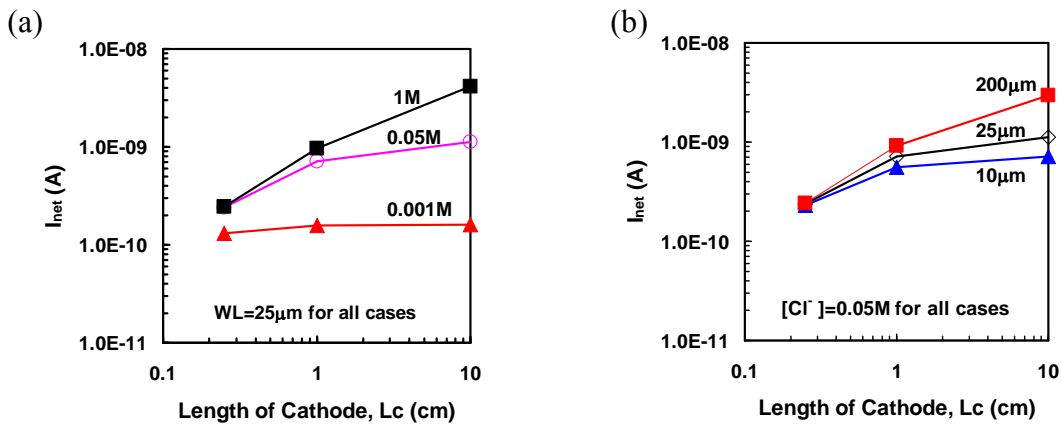 (a)
1.0E-08
1.0E-09
1.0E-10
1.0E-11
I_net (A)
1M
0.05M
0.001M
WL=25μm for all cases
0.1 1 10
Length of Cathode, Lc (cm)
(b)
1.0E-08
1.0E-09
1.0E-10
1.0E-11
I_net (A)
200μm
25μm
10μm
[Cl⁻]=0.05M for all cases
0.1 1 10
Length of Cathode, Lc (cm)